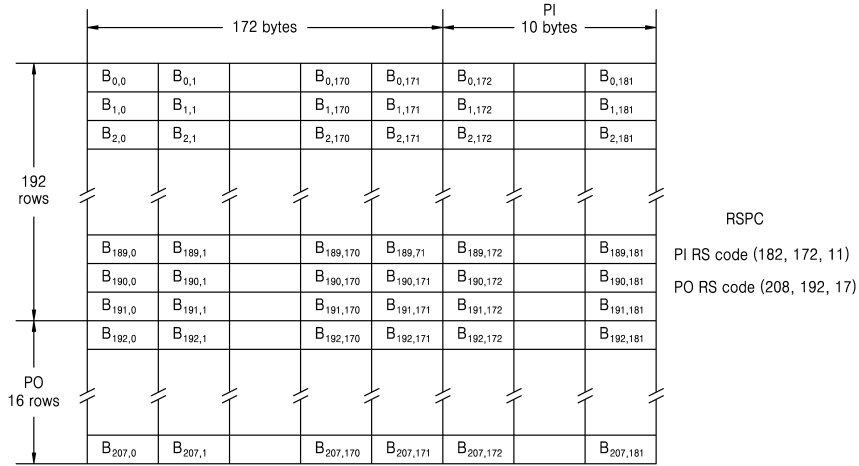 PI
172 bytes 10 bytes
B0,0 B0,1 B0,170 B0,171 B0,172 B0,181
B1,0 B1,1 B1,170 B1,171 B1,172 B1,181
B2,0 B2,1 B2,170 B2,171 B2,172 B2,181
192
rows
RSPC
B189,0 B189,1 B189,170 B189,71 B189,172 B189,181
PI RS code (182, 172, 11)
B190,0 B190,1 B190,170 B190,171 B190,172 B190,181
PO RS code (208, 192, 17)
B191,0 B191,1 B191,170 B191,171 B191,172 B191,181
B192,0 B192,1 B192,170 B192,171 B192,172 B192,181
PO
16 rows
B207,0 B207,1 B207,170 B207,171 B207,172 B207,181